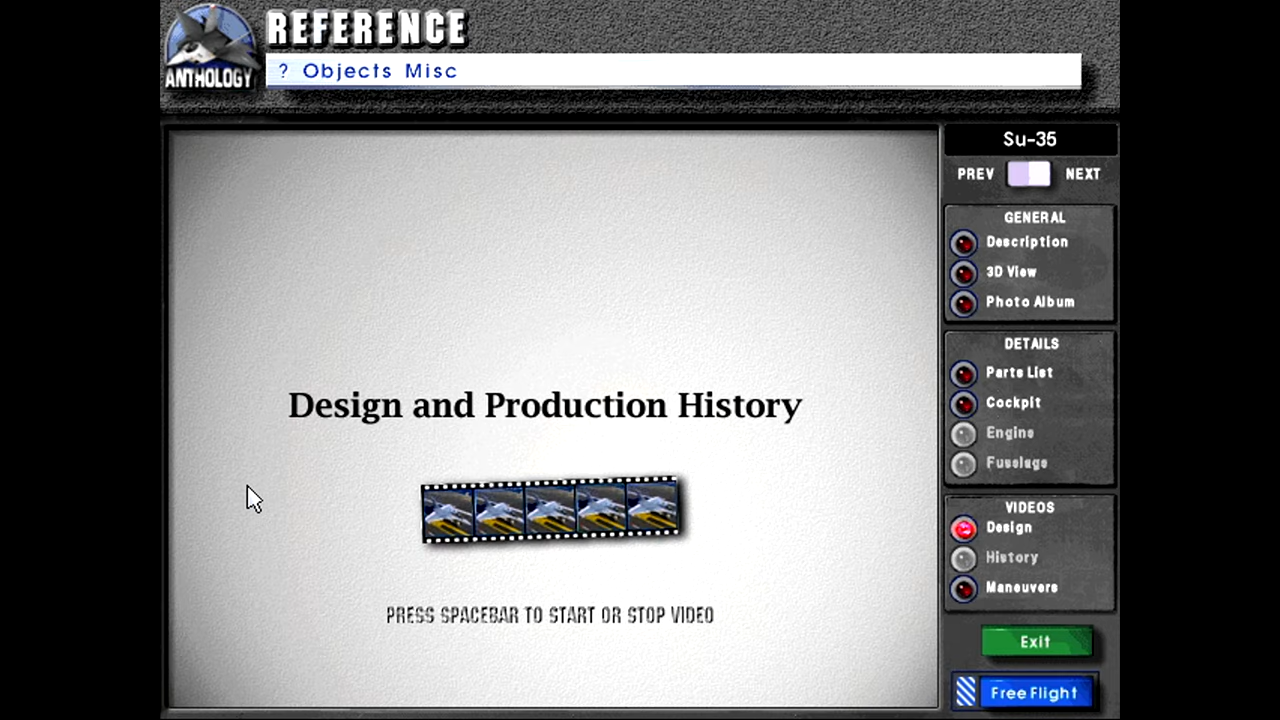 REFERENCE
ANTHOLOGY
? Objects Misc
Su-35
PREV NEXT
GENERAL
Description
3D View
Photo Album
DETAILS
Parts List
Cockpit
Engine
Fuselage
VIDEOS
Design
History
Maneuvers
Exit
Free Flight
Design and Production History
PRESS SPACEBAR TO START OR STOP VIDEO